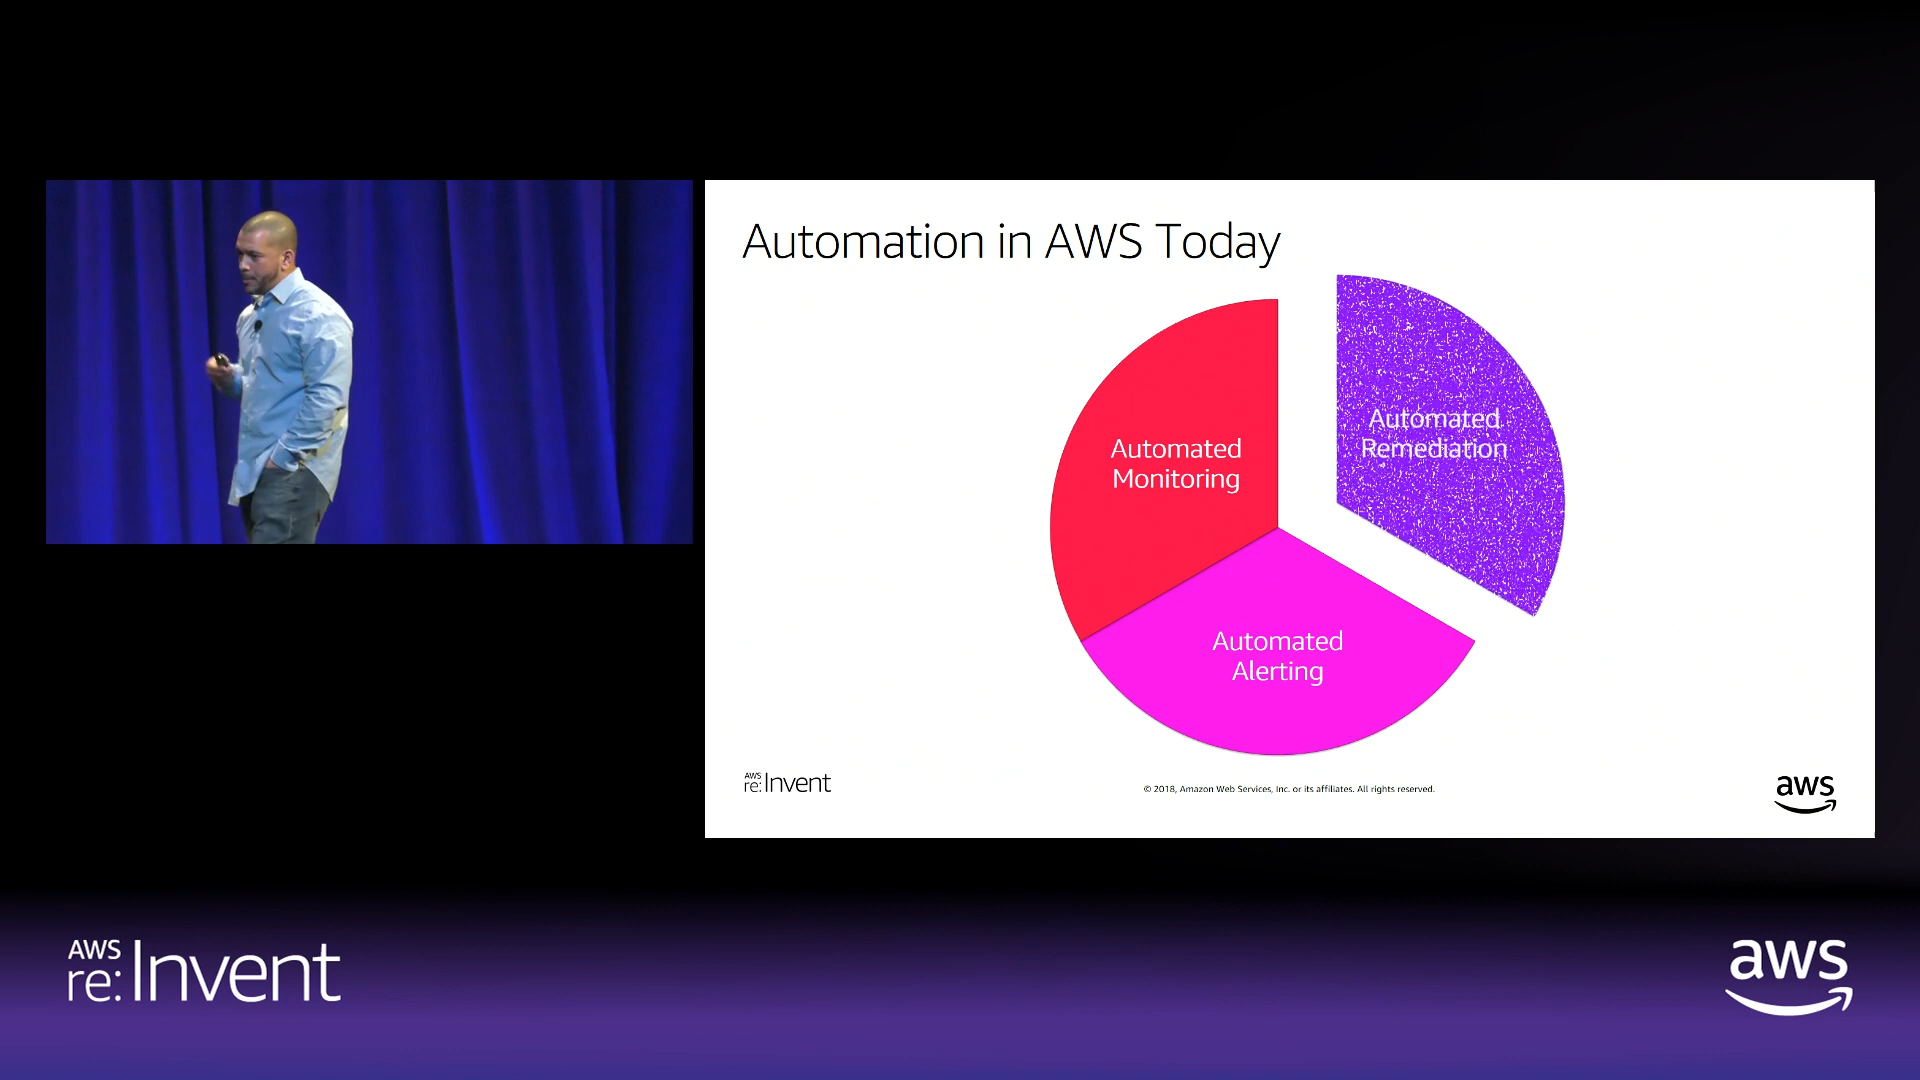 Automation in AWS Today
Automated
Remediation
Automated
Monitoring
Automated
Alerting
AWS
re:Invent
© 2018, Amazon Web Services, Inc. or its affiliates. All rights reserved.
aws
AWS
re:Invent
aws